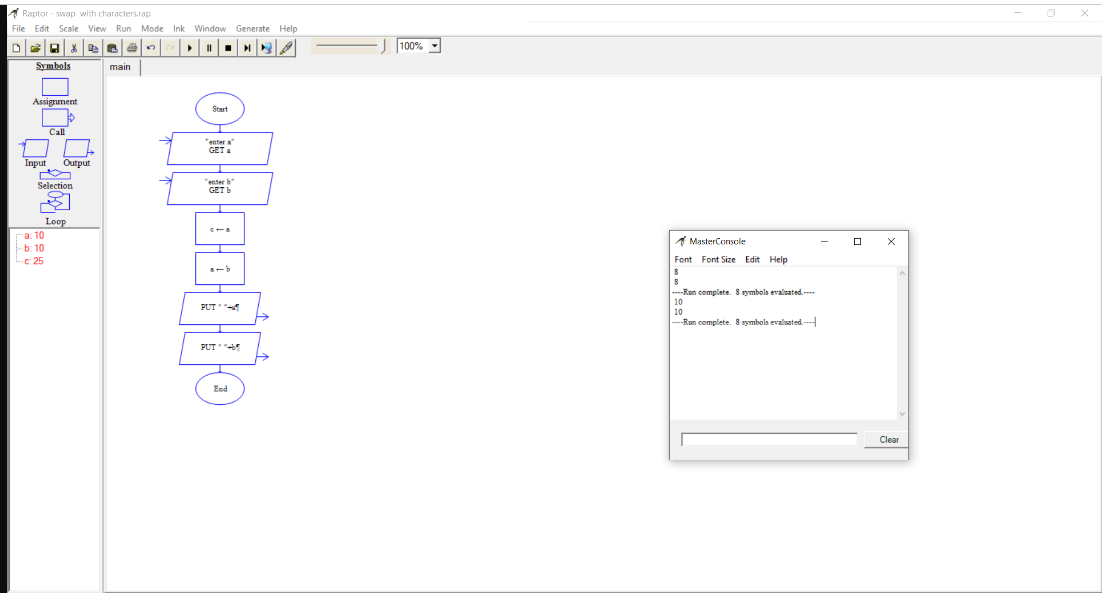 Raptor - swap with characters.rap
File Edit Scale View Run Mode Ink Window Generate Help
100%
Symbols
Assignment
Call
Input Output
Selection
Loop
a: 10
b: 10
c: 25
main
Start
"enter a"
GET a
"enter b"
GET b
c ← a
a ← b
PUT " "+a¶
PUT " "+b¶
End
MasterConsole
Font Font Size Edit Help
8
8
----Run complete. 8 symbols evaluated.----
10
10
----Run complete. 8 symbols evaluated.----
Clear